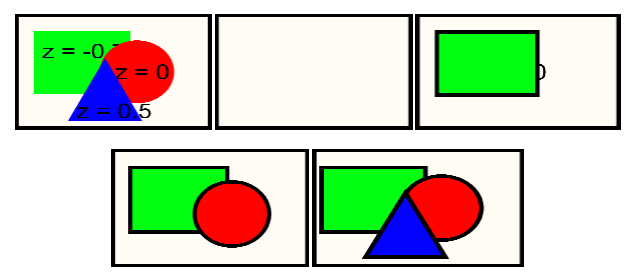 z = -0.
z = 0
z = 0.5